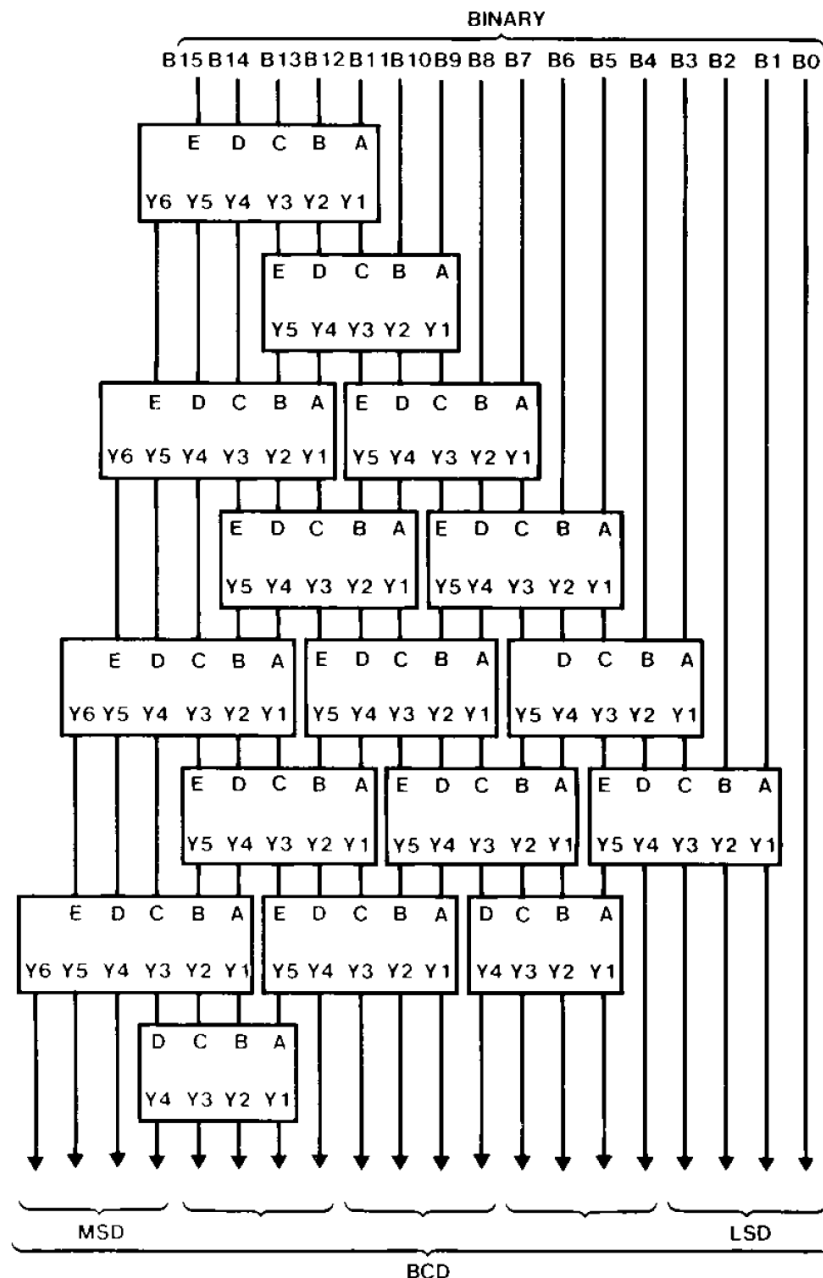 BINARY
B15 B14 B13 B12 B11 B10 B9 B8 B7 B6 B5 B4 B3 B2 B1 B0
E D C B A
Y6 Y5 Y4 Y3 Y2 Y1
E D C B A
Y5 Y4 Y3 Y2 Y1
E D C B A E D C B A
Y6 Y5 Y4 Y3 Y2 Y1 Y5 Y4 Y3 Y2 Y1
E D C B A E D C B A
Y5 Y4 Y3 Y2 Y1 Y5 Y4 Y3 Y2 Y1
E D C B A E D C B A D C B A
Y6 Y5 Y4 Y3 Y2 Y1 Y5 Y4 Y3 Y2 Y1 Y5 Y4 Y3 Y2 Y1
E D C B A E D C B A E D C B A
Y5 Y4 Y3 Y2 Y1 Y5 Y4 Y3 Y2 Y1 Y5 Y4 Y3 Y2 Y1
E D C B A E D C B A D C B A
Y6 Y5 Y4 Y3 Y2 Y1 Y5 Y4 Y3 Y2 Y1 Y4 Y3 Y2 Y1
D C B A
Y4 Y3 Y2 Y1
MSD LSD
BCD